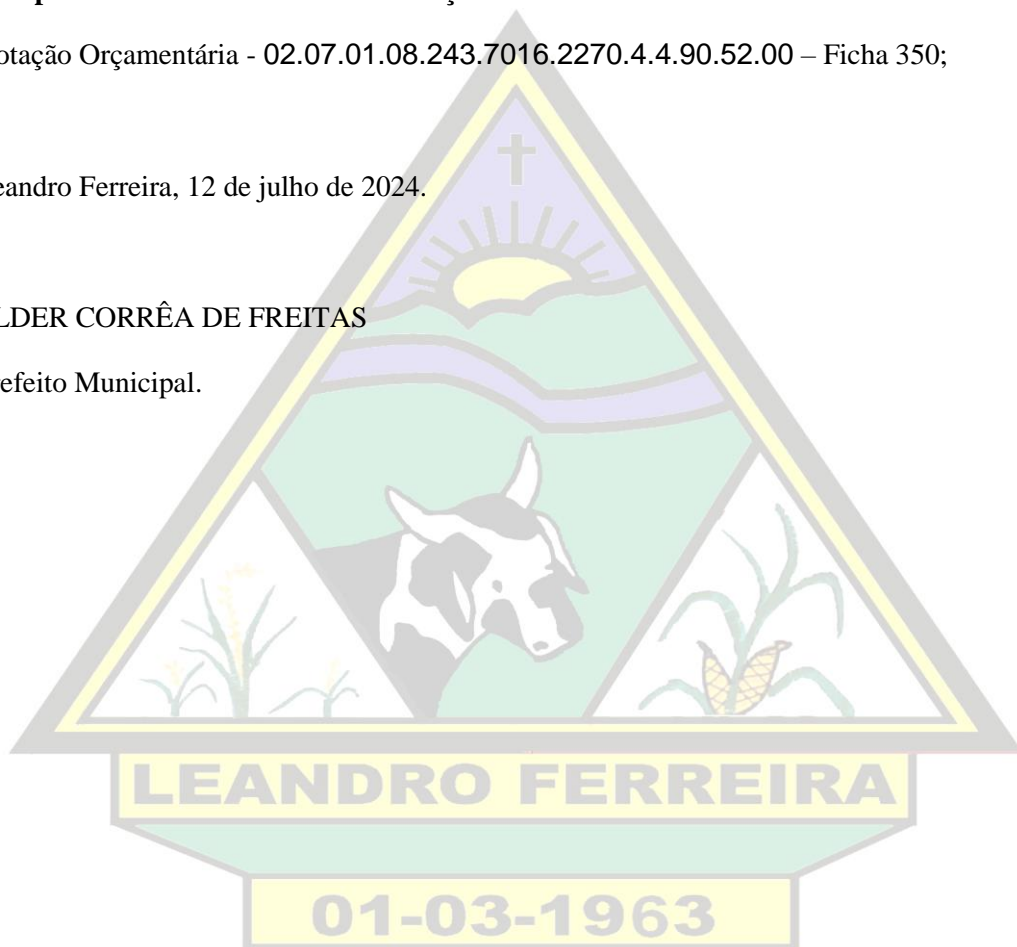 otação Orçamentária - 02.07.01.08.243.7016.2270.4.4.90.52.00 – Ficha 350;
eandro Ferreira, 12 de julho de 2024.
LDER CORRÊA DE FREITAS
refeito Municipal.
LEANDRO FERREIRA
01-03-1963